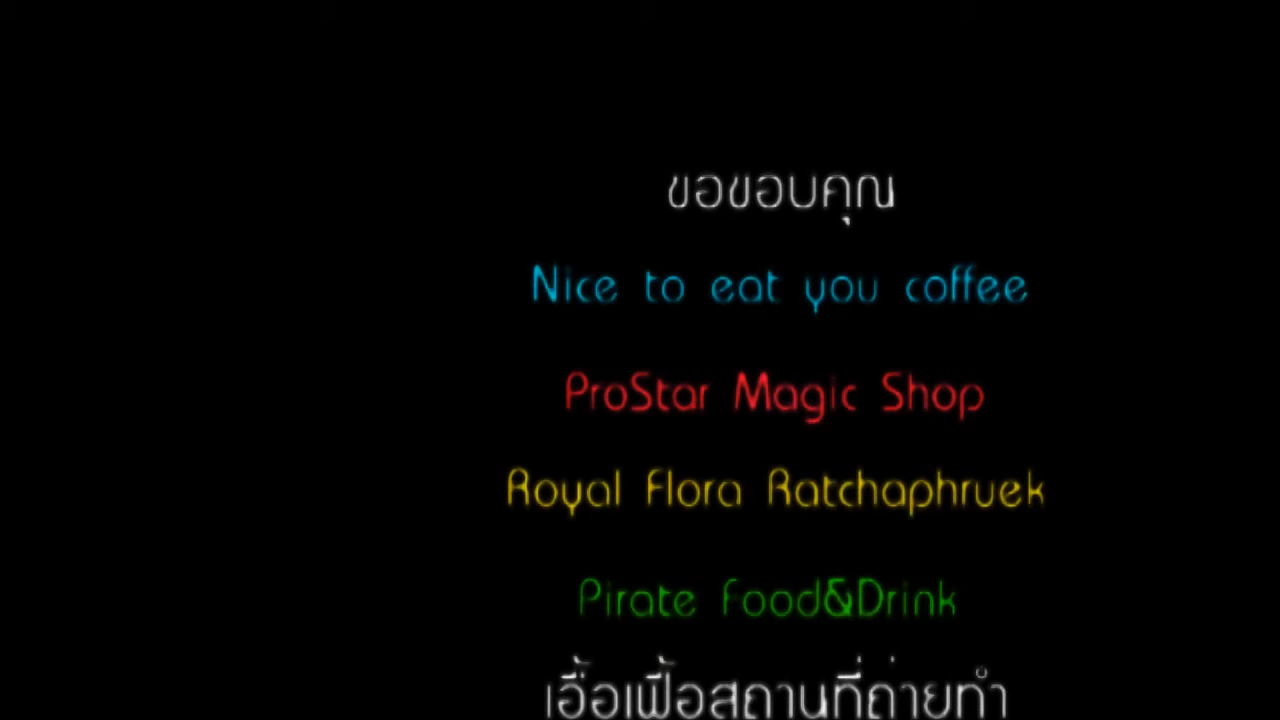 ขอขอบคุณ
Nice to eat you coffee
ProStar Magic Shop
Royal Flora Ratchaphruek
Pirate Food&Drink
เอื้อเฟื้อสถานที่ถ่ายทำ